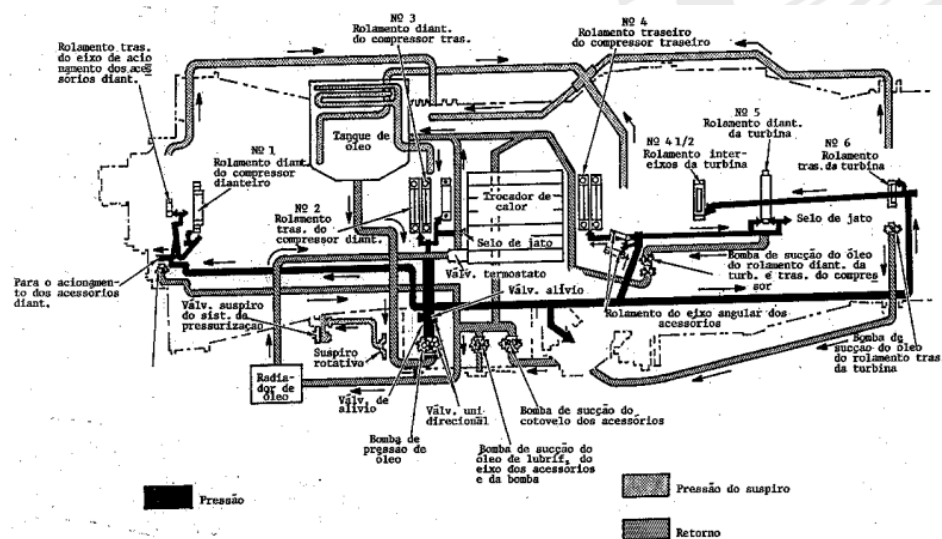 Nº 3
Rolamento diant.
do compressor tras.
Nº 4
Rolamento traseiro
do compressor traseiro
Rolamento tras.
do eixo de acio
namento dos aces
sórios diant.
Nº 1
Rolamento diant.
do compressor
dianteiro
Tanque de
óleo
Nº 2
Rolamento
tras. do
compressor diant.
Trocador de
calor
Nº 4 1/2
Rolamento inter-
eixos da turbina
Nº 5
Rolamento diant.
da turbina
Nº 6
Rolamento
tras.da turbina
Selo de jato
Selo de jato
Valv. termostato
Válv. alívio
Bomba de sucção do óleo
do rolamento diant. da
turb. e tras. do compres
sor
Rolamento do eixo angular dos
acessórios
Para o acionamen-
to dos acessórios
diant.
Válv. suspiro
do sist. de
pressurização
Suspiro
rotativo
Radia-
dor de
óleo
Válv. de
alívio
Válv. uni
direcional
Bomba de
pressão de
óleo
Bomba de sucção do
cotovelo dos acessórios
Bomba de sucção do
óleo de lubrif. do
eixo dos acessórios
e da bomba
Bomba de
sucção do óleo
do rolamento tras
da turbina
Pressão
Pressão do suspiro
Retorno